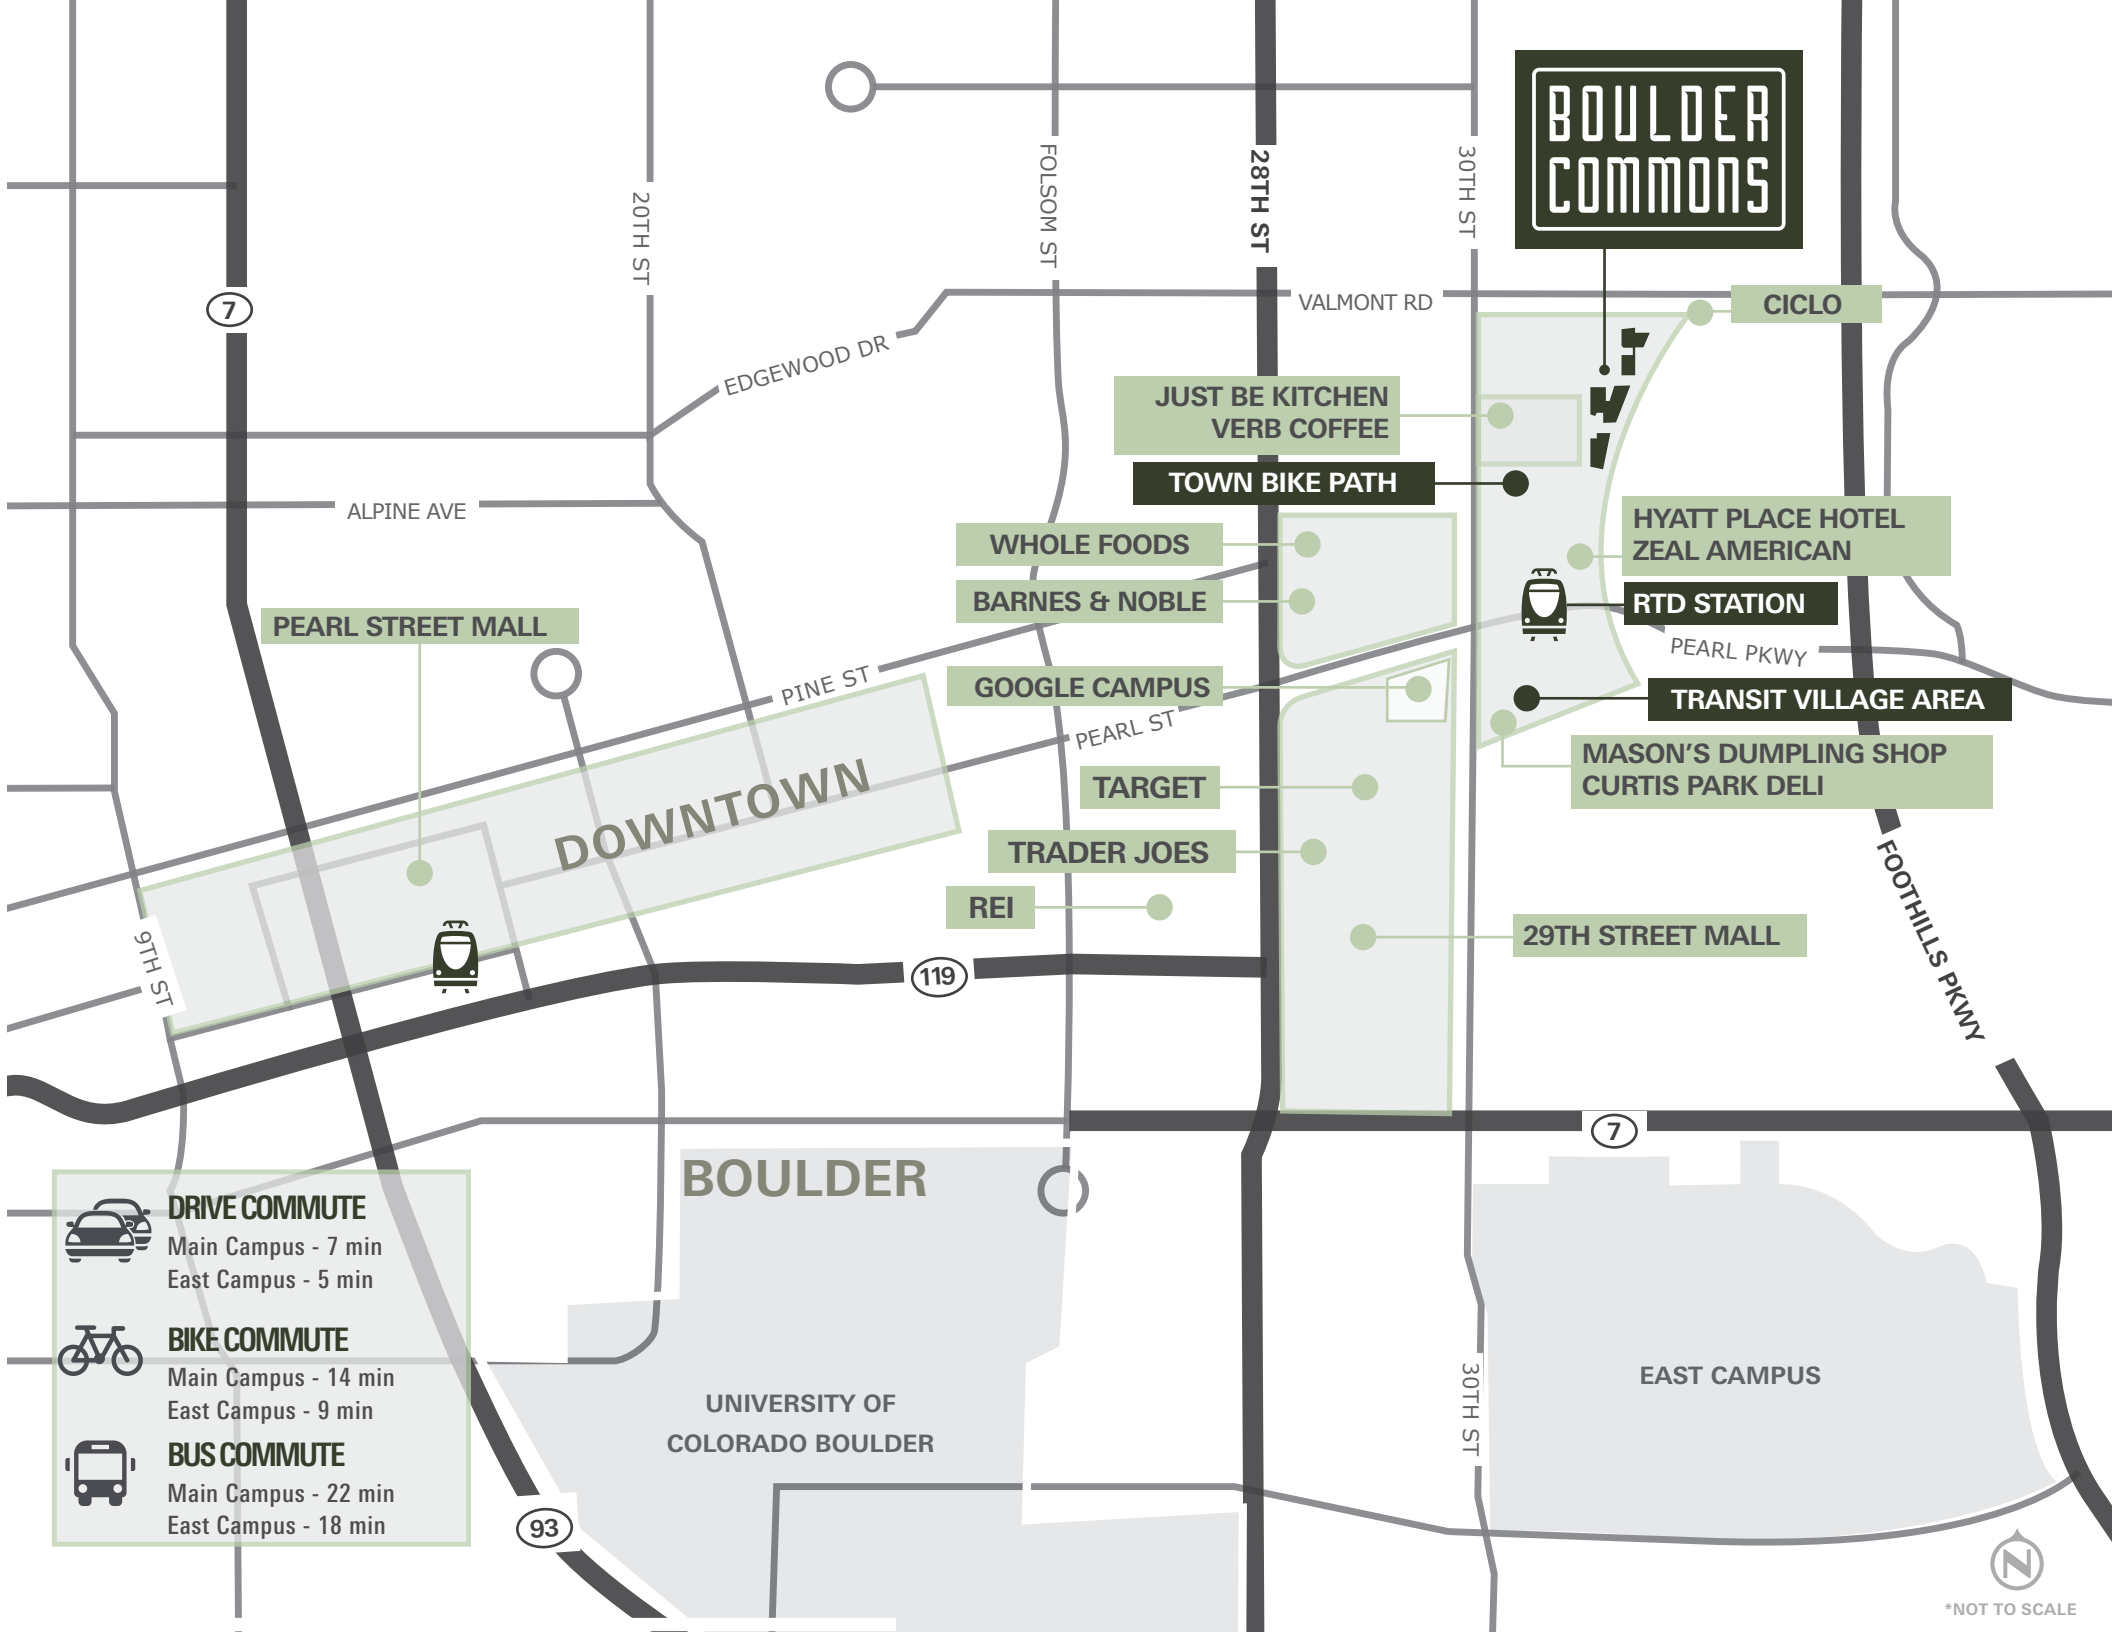 BOULDER
COMMONS
FOLSOM ST
28TH ST
30TH ST
20TH ST
7
VALMONT RD
CICLO
EDGEWOOD DR
JUST BE KITCHEN
VERB COFFEE
TOWN BIKE PATH
ALPINE AVE
HYATT PLACE HOTEL
ZEAL AMERICAN
WHOLE FOODS
BARNES & NOBLE
RTD STATION
PEARL STREET MALL
PEARL PKWY
PINE ST
GOOGLE CAMPUS
TRANSIT VILLAGE AREA
PEARL ST
MASON'S DUMPLING SHOP
CURTIS PARK DELI
DOWNTOWN
TARGET
TRADER JOES
REI
FOOTHILLS PKWY
29TH STREET MALL
9TH ST
119
7
BOULDER
DRIVE COMMUTE
Main Campus - 7 min
East Campus - 5 min
BIKE COMMUTE
Main Campus - 14 min
East Campus - 9 min
BUS COMMUTE
Main Campus - 22 min
East Campus - 18 min
UNIVERSITY OF
COLORADO BOULDER
30TH ST
EAST CAMPUS
93
N
*NOT TO SCALE